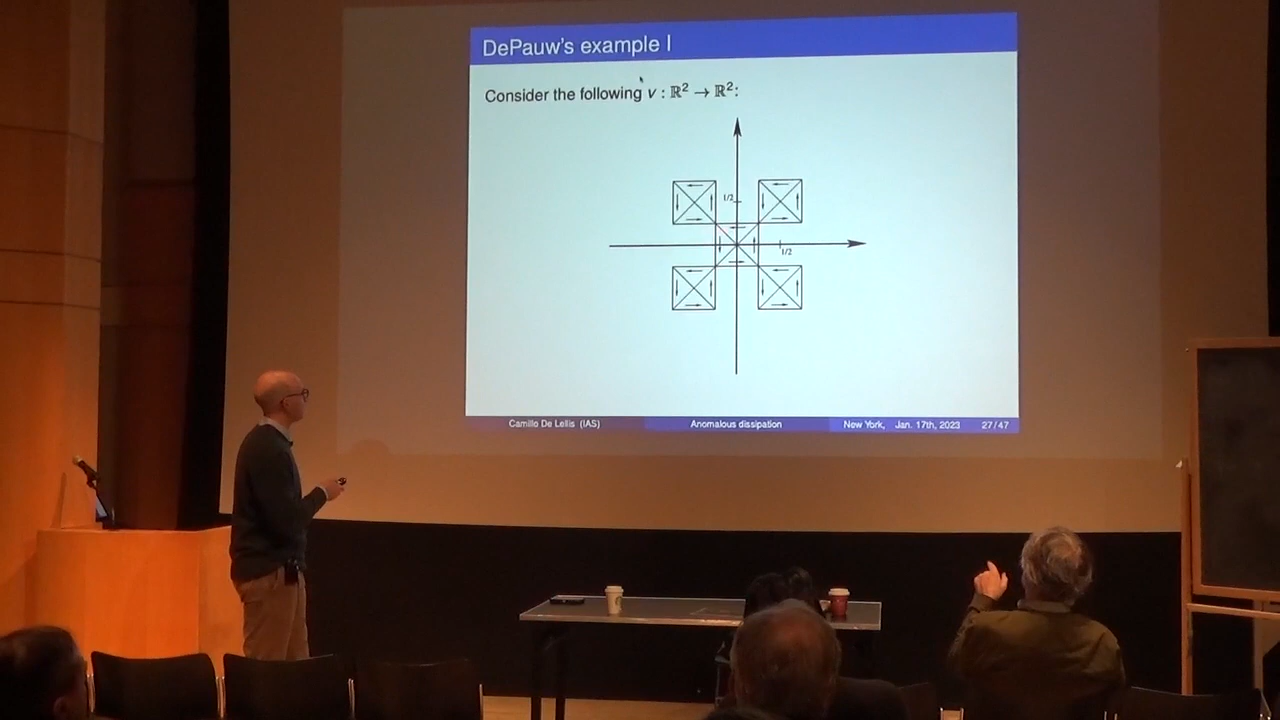 DePauw's example I
Consider the following v : ℝ² → ℝ²:
1/2
1/2
Camillo De Lellis (IAS) Anomalous dissipation New York, Jan. 17th, 2023 27/47